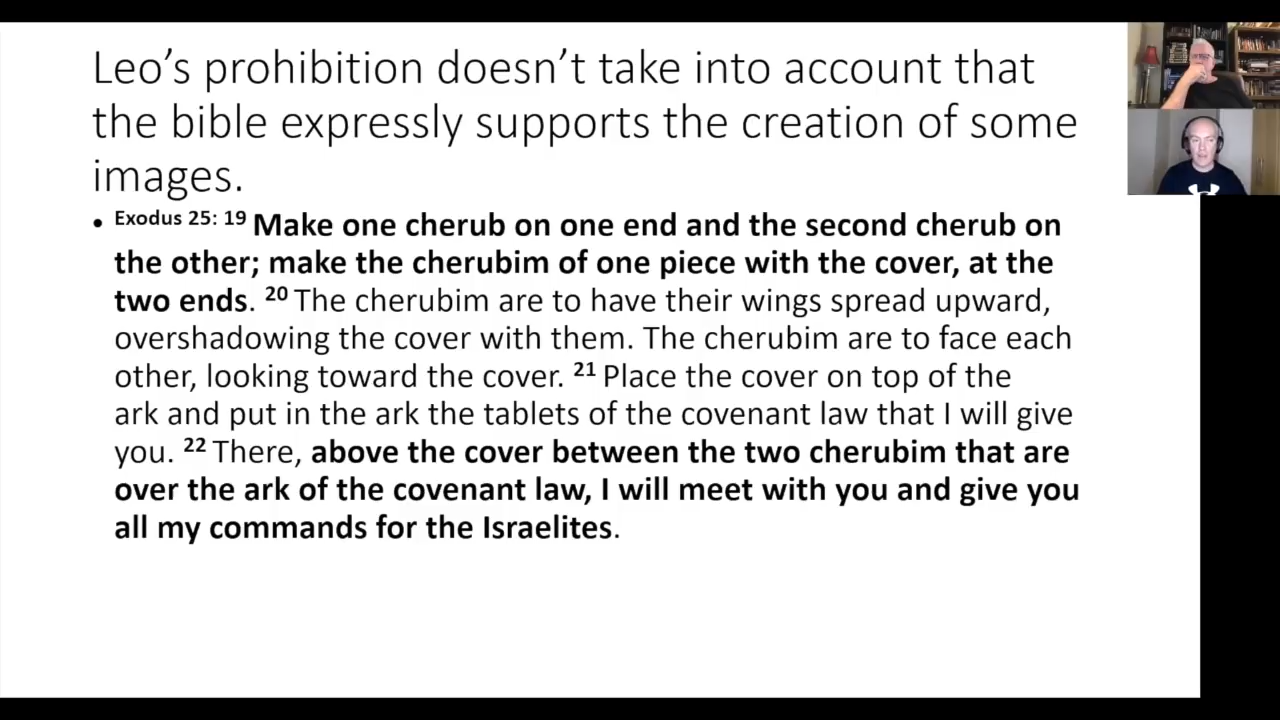 Leo’s prohibition doesn’t take into account that
the bible expressly supports the creation of some
images.
• Exodus 25: 19 Make one cherub on one end and the second cherub on
the other; make the cherubim of one piece with the cover, at the
two ends. 20 The cherubim are to have their wings spread upward,
overshadowing the cover with them. The cherubim are to face each
other, looking toward the cover. 21 Place the cover on top of the
ark and put in the ark the tablets of the covenant law that I will give
you. 22 There, above the cover between the two cherubim that are
over the ark of the covenant law, I will meet with you and give you
all my commands for the Israelites.